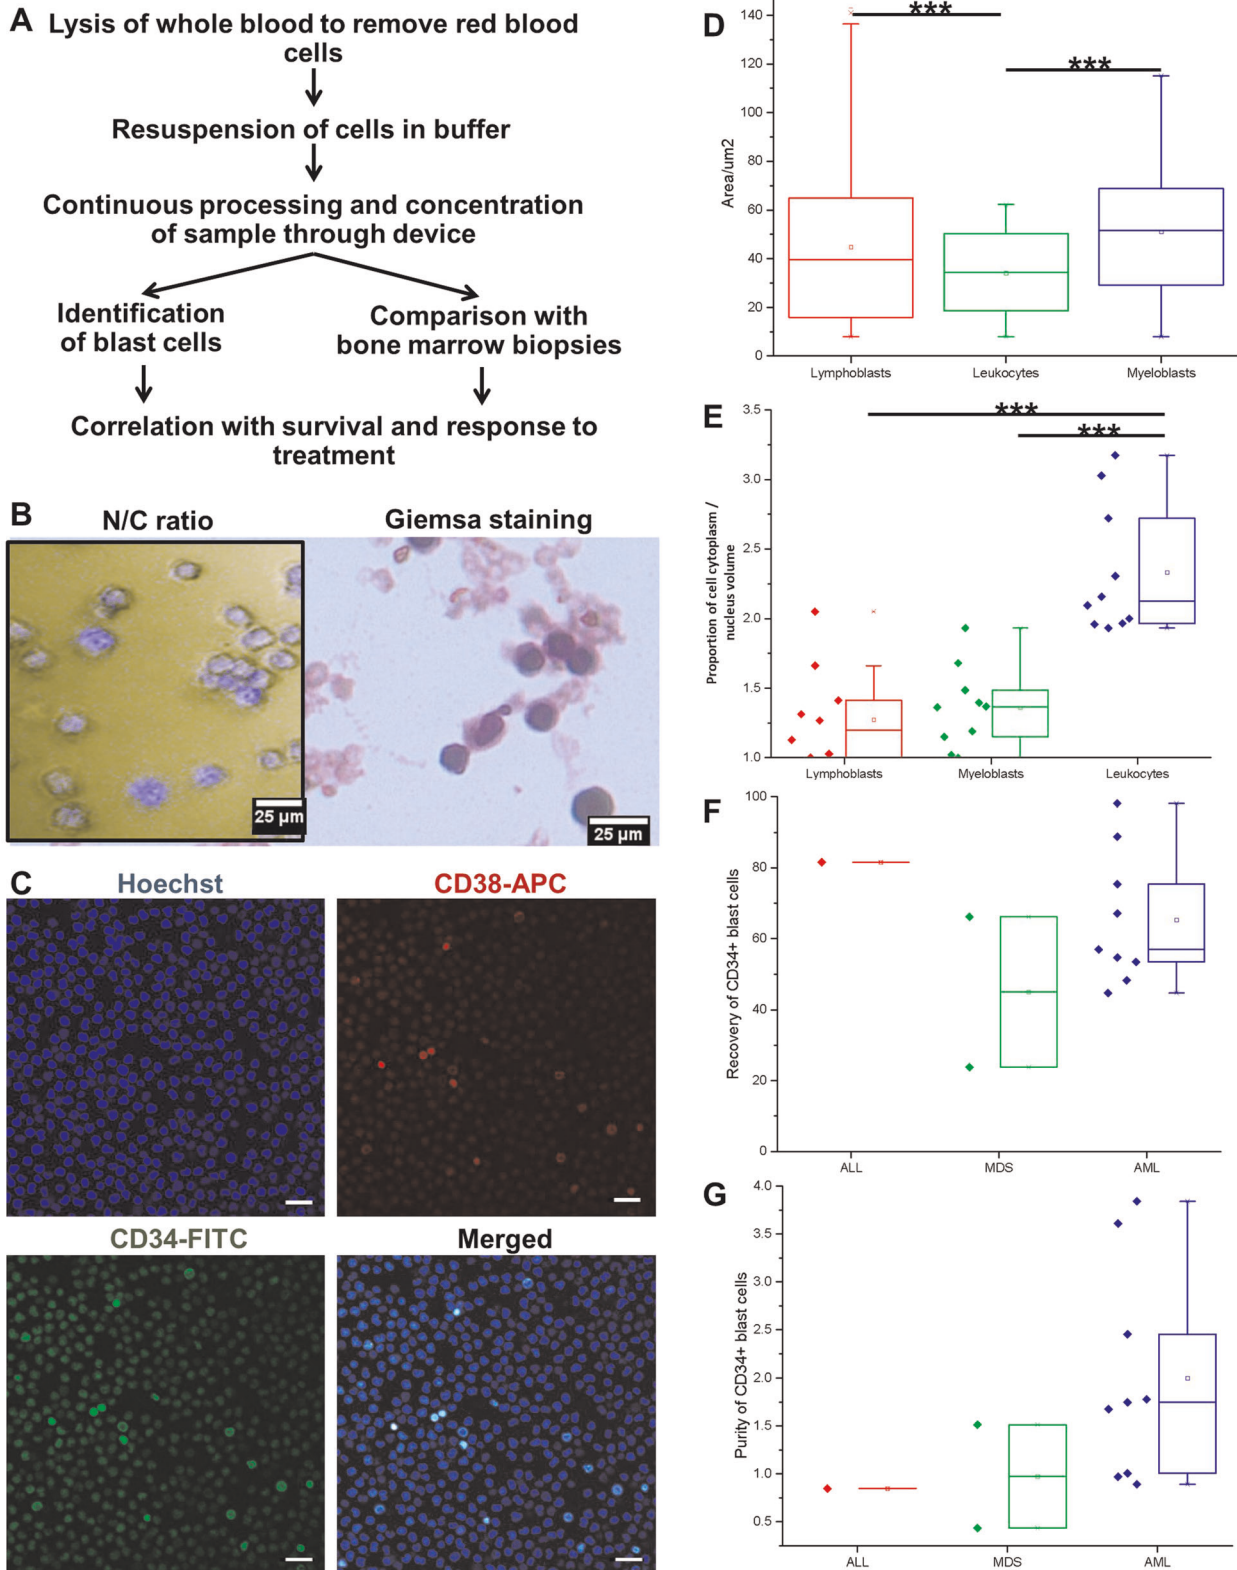 A
Lysis of whole blood to remove red blood
cells
Resuspension of cells in buffer
Continuous processing and concentration
of sample through device
Identification
of blast cells
Comparison with
bone marrow biopsies
Correlation with survival and response to
treatment
B
N/C ratio
Giemsa staining
25 µm
25 µm
C
Hoechst
CD38-APC
CD34-FITC
Merged
D
***
***
Area/um2
140
120
100
80
60
40
20
0
Lymphoblasts
Leukocytes
Myeloblasts
E
***
***
Proportion of cell cytoplasm /
nucleus volume
3.5
3.0
2.5
2.0
1.5
1.0
Lymphoblasts
Myeloblasts
Leukocytes
F
Recovery of CD34+ blast cells
100
80
60
40
20
0
ALL
MDS
AML
G
Purity of CD34+ blast cells
4.0
3.5
3.0
2.5
2.0
1.5
1.0
0.5
ALL
MDS
AML